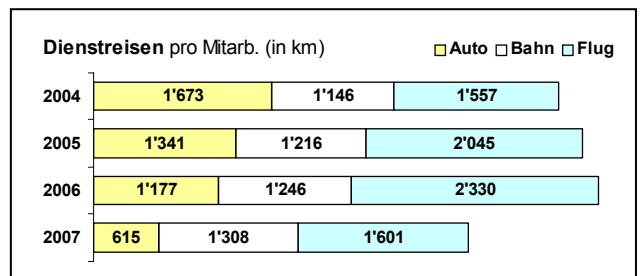 Dienstreisen pro Mitarb. (in km) Auto Bahn Flug
2004 1'673 1'146 1'557
2005 1'341 1'216 2'045
2006 1'177 1'246 2'330
2007 615 1'308 1'601